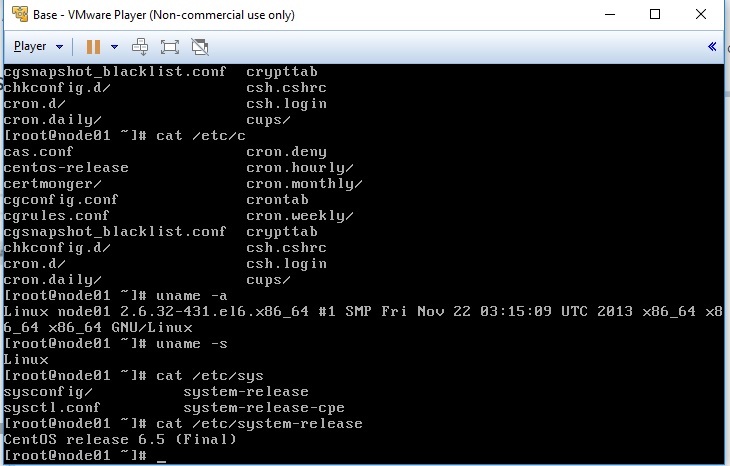 Base - VMware Player (Non-commercial use only)
Player
cgsnapshot_blacklist.conf crypttab
chkconfig.d/ csh.cshrc
cron.d/ csh.login
cron.daily/ cups/
[root@node01 ~]# cat /etc/c
cas.conf cron.deny
centos-release cron.hourly/
certmonger/ cron.monthly/
cgconfig.conf crontab
cgrules.conf cron.weekly/
cgsnapshot_blacklist.conf crypttab
chkconfig.d/ csh.cshrc
cron.d/ csh.login
cron.daily/ cups/
[root@node01 ~]# uname -a
Linux node01 2.6.32-431.el6.x86_64 #1 SMP Fri Nov 22 03:15:09 UTC 2013 x86_64 x8
6_64 x86_64 GNU/Linux
[root@node01 ~]# uname -s
Linux
[root@node01 ~]# cat /etc/sys
sysconfig/ system-release
sysctl.conf system-release-cpe
[root@node01 ~]# cat /etc/system-release
CentOS release 6.5 (Final)
[root@node01 ~]# _